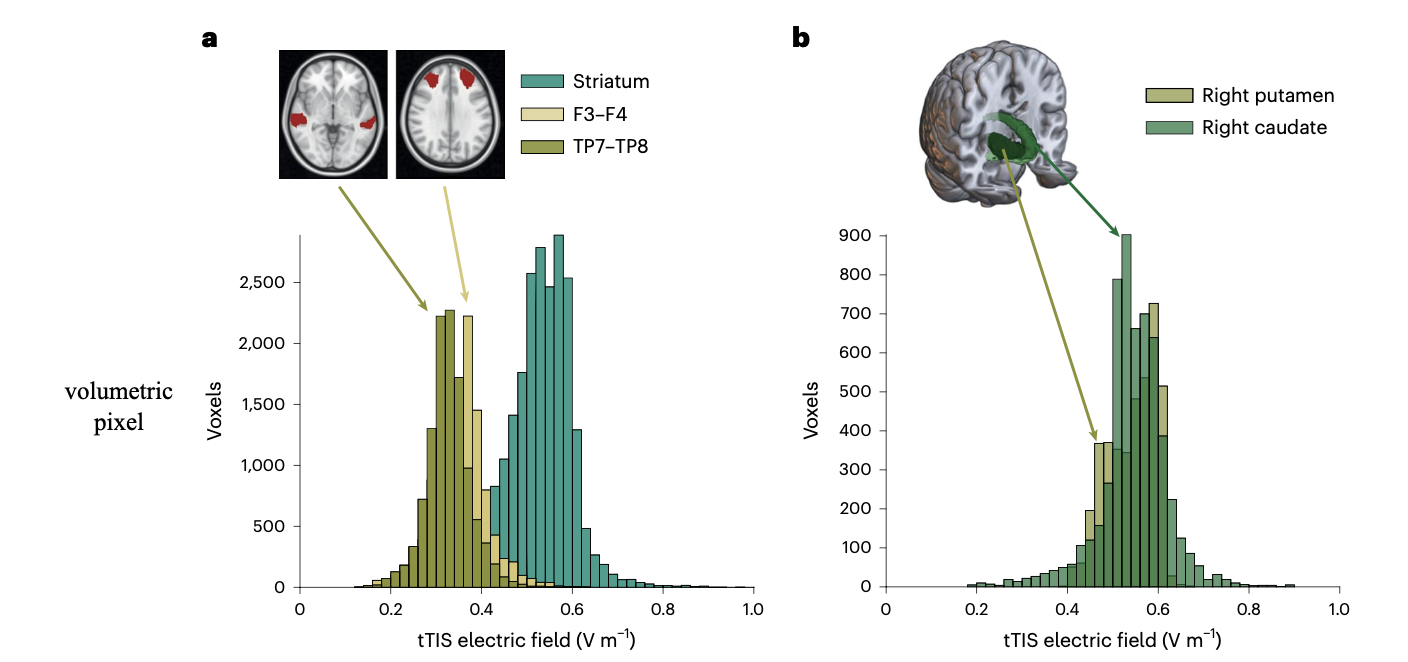 a
Striatum
F3–F4
TP7–TP8
volumetric
pixel
Voxels
2,500
2,000
1,500
1,000
500
0
0
0.2
0.4
0.6
0.8
1.0
tTIS electric field (V m⁻¹)
b
Right putamen
Right caudate
Voxels
900
800
700
600
500
400
300
200
100
0
0
0.2
0.4
0.6
0.8
1.0
tTIS electric field (V m⁻¹)